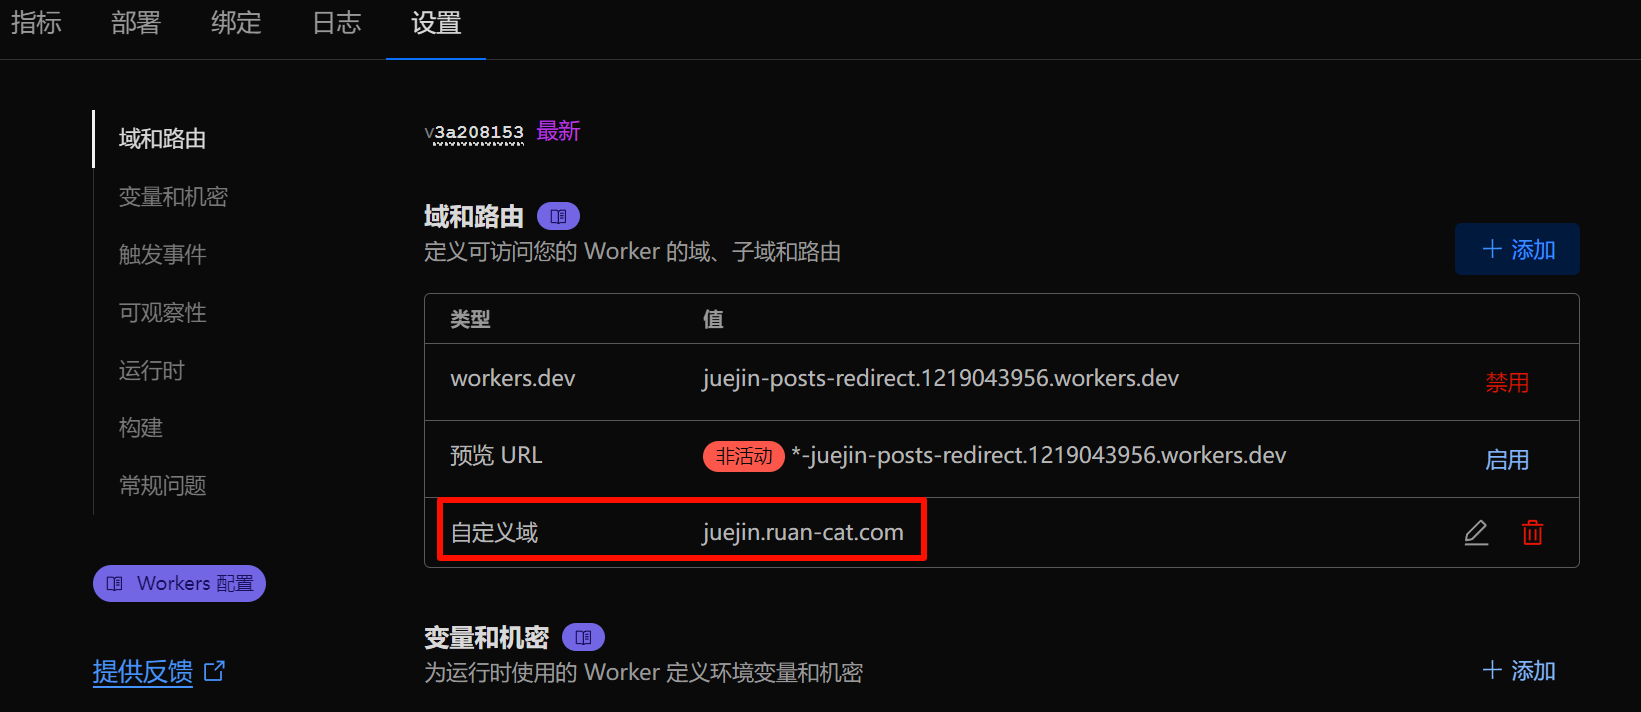 指标 部署 绑定 日志 设置
域和路由
变量和机密
触发事件
可观察性
运行时
构建
常规问题
Workers 配置
提供反馈
v3a208153 最新
域和路由
定义可访问您的 Worker 的域、子域和路由
添加
类型 值
workers.dev juejin-posts-redirect.1219043956.workers.dev 禁用
预览 URL 非活动 *-juejin-posts-redirect.1219043956.workers.dev 启用
自定义域 juejin.ruan-cat.com
变量和机密
为运行时使用的 Worker 定义环境变量和机密
添加